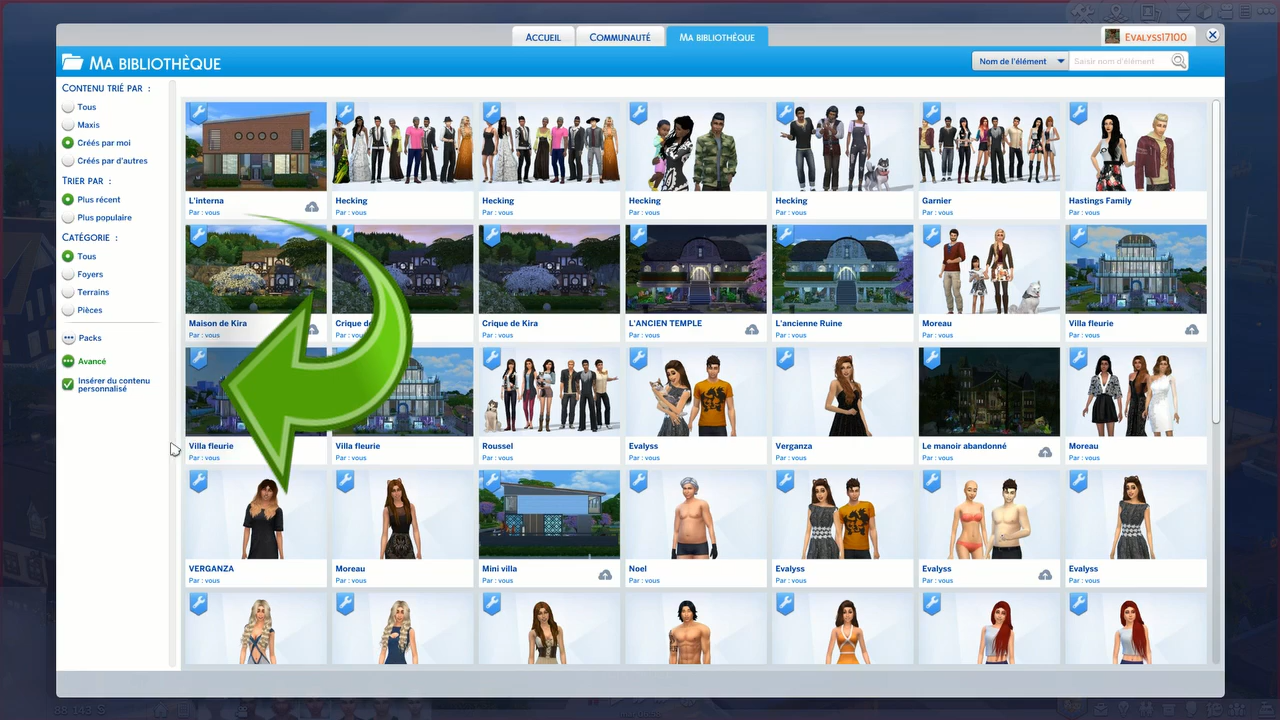 ACCUEIL
COMMUNAUTÉ
MA BIBLIOTHÈQUE
EVALYSS17100
MA BIBLIOTHÈQUE
Nom de l'élément
Saisir nom d'élément
CONTENU TRIÉ PAR :
Tous
Maxis
Créés par moi
Créés par d'autres
TRIER PAR :
Plus récent
Plus populaire
CATÉGORIE :
Tous
Foyers
Terrains
Pièces
Packs
Avancé
Insérer du contenu
personnalisé
L'interna
Par : vous
Hecking
Par : vous
Hecking
Par : vous
Hecking
Par : vous
Hecking
Par : vous
Garnier
Par : vous
Hastings Family
Par : vous
Maison de Kira
Par : vous
Crique de
Par : vous
Crique de Kira
Par : vous
L'ANCIEN TEMPLE
Par : vous
L'ancienne Ruine
Par : vous
Moreau
Par : vous
Villa fleurie
Par : vous
Villa fleurie
Par : vous
Villa fleurie
Par : vous
Roussel
Par : vous
Evalyss
Par : vous
Verganza
Par : vous
Le manoir abandonné
Par : vous
Moreau
Par : vous
VERGANZA
Par : vous
Moreau
Par : vous
Mini villa
Par : vous
Noel
Par : vous
Evalyss
Par : vous
Evalyss
Par : vous
Evalyss
Par : vous